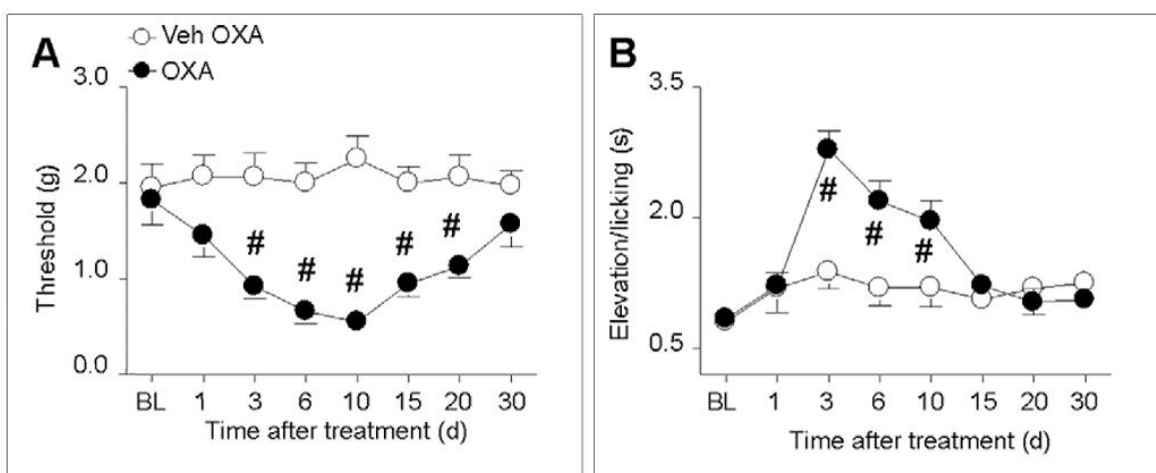 A
Veh OXA
OXA
3.0
2.0
1.0
0.0
Threshold (g)
# # # # #
BL 1 3 6 10 15 20 30
Time after treatment (d)
B
3.5
2.0
0.5
Elevation/licking (s)
# # #
BL 1 3 6 10 15 20 30
Time after treatment (d)